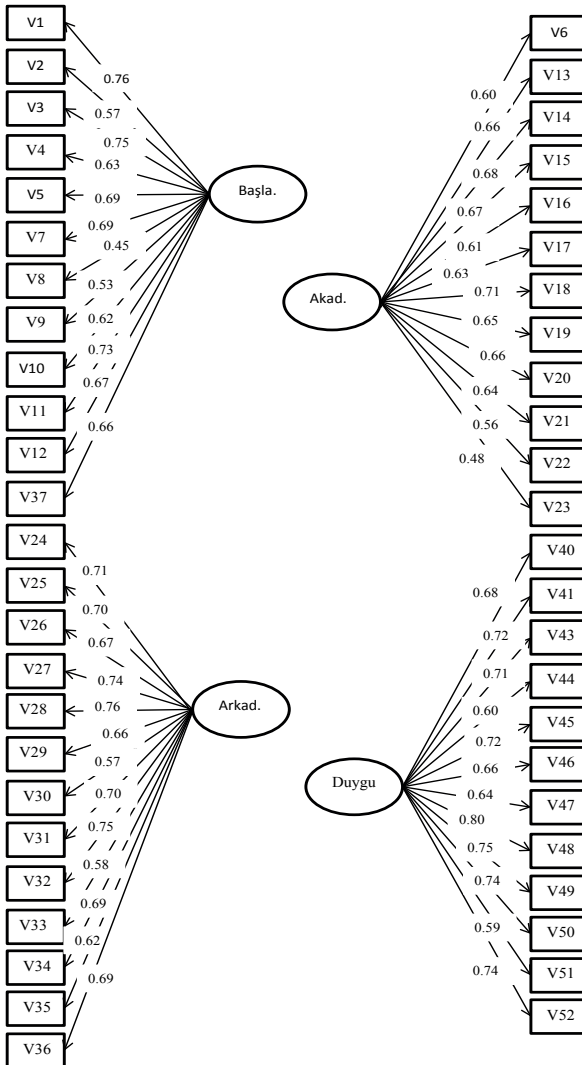 V1
V2
V3
V4
V5
V7
V8
V9
V10
V11
V12
V37
0.76
0.57
0.75
0.63
0.69
0.69
0.45
0.53
0.62
0.73
0.67
0.66
Başla.
V6
V13
V14
V15
V16
V17
V18
V19
V20
V21
V22
V23
0.60
0.66
0.68
0.67
0.61
0.63
0.71
0.65
0.66
0.64
0.56
0.48
Akad.
V24
V25
V26
V27
V28
V29
V30
V31
V32
V33
V34
V35
V36
0.71
0.70
0.67
0.74
0.76
0.66
0.57
0.70
0.75
0.58
0.69
0.62
0.69
Arkad.
V40
V41
V43
V44
V45
V46
V47
V48
V49
V50
V51
V52
0.68
0.72
0.71
0.60
0.72
0.66
0.64
0.80
0.75
0.74
0.59
0.74
Duygu